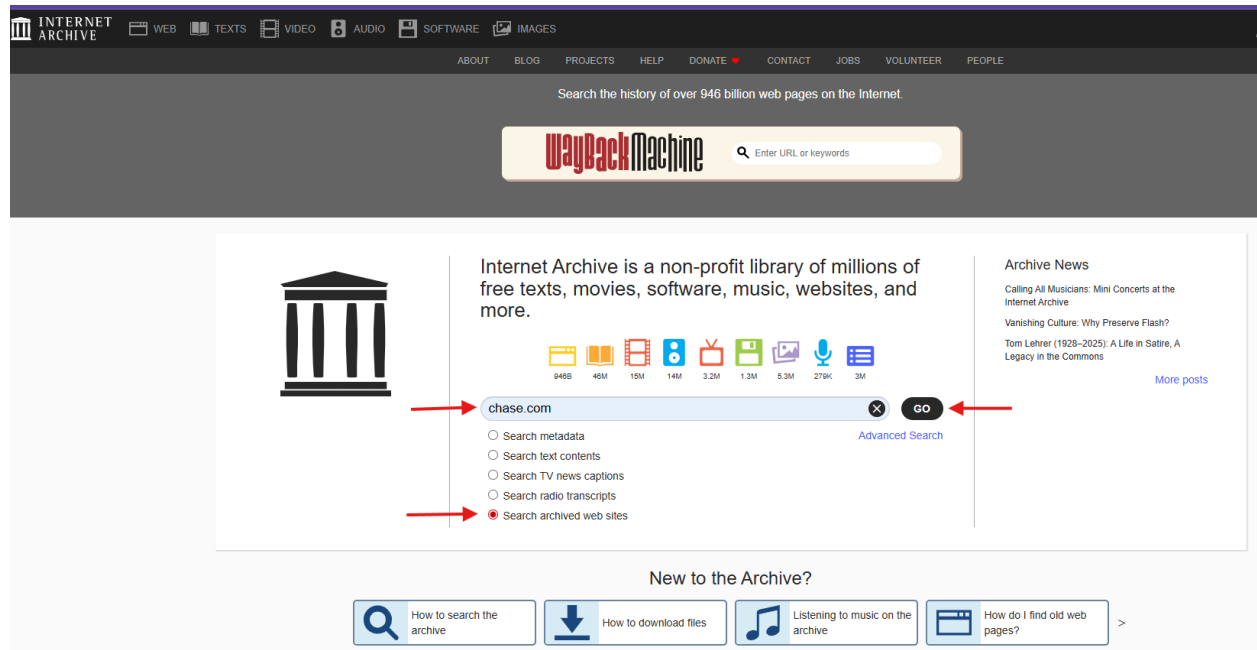 INTERNET ARCHIVE
WEB TEXTS VIDEO AUDIO SOFTWARE IMAGES
ABOUT BLOG PROJECTS HELP DONATE CONTACT JOBS VOLUNTEER PEOPLE
Search the history of over 946 billion web pages on the Internet.
WayBackMachine
Enter URL or keywords
Internet Archive is a non-profit library of millions of
free texts, movies, software, music, websites, and
more.
946B 46M 15M 14M 3.2M 1.3M 5.3M 279K 3M
chase.com
GO
Advanced Search
Search metadata
Search text contents
Search TV news captions
Search radio transcripts
Search archived web sites
Archive News
Calling All Musicians: Mini Concerts at the
Internet Archive
Vanishing Culture: Why Preserve Flash?
Tom Lehrer (1928–2025): A Life in Satire, A
Legacy in the Commons
More posts
New to the Archive?
How to search the
archive
How to download files
Listening to music on the
archive
How do I find old web
pages?
>